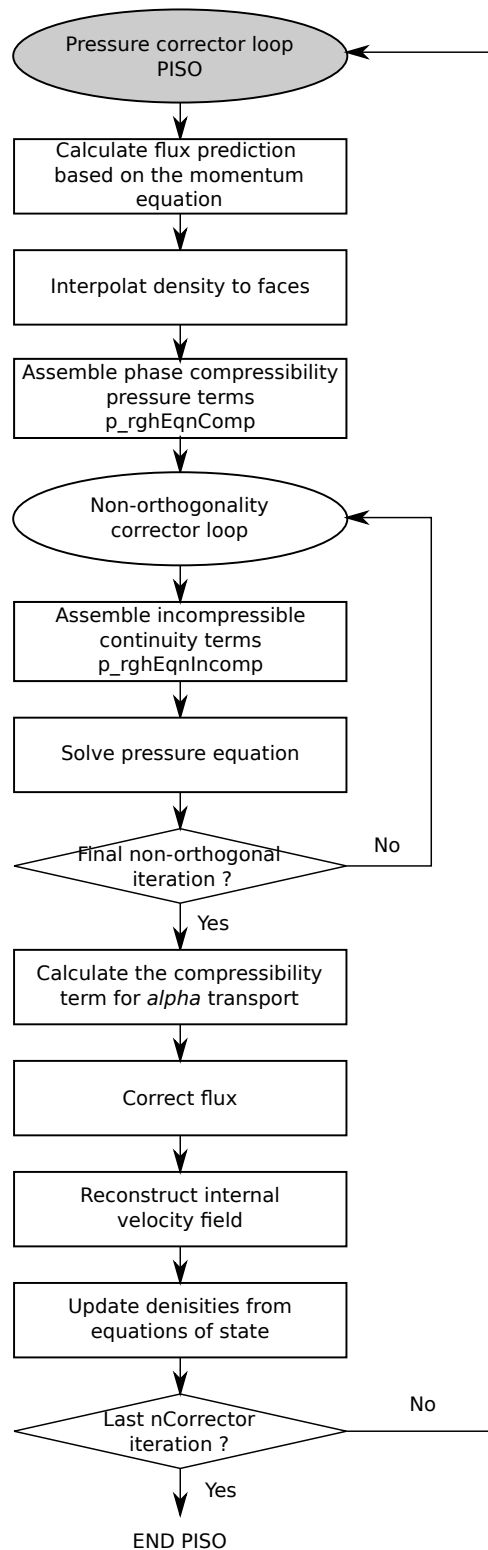 Pressure corrector loop
PISO
Calculate flux prediction
based on the momentum
equation
Interpolat density to faces
Assemble phase compressibility
pressure terms
p_rghEqnComp
Non-orthogonality
corrector loop
Assemble incompressible
continuity terms
p_rghEqnIncomp
Solve pressure equation
Final non-orthogonal
iteration ?
No
Yes
Calculate the compressibility
term for alpha transport
Correct flux
Reconstruct internal
velocity field
Update denisities from
equations of state
Last nCorrector
iteration ?
No
Yes
END PISO